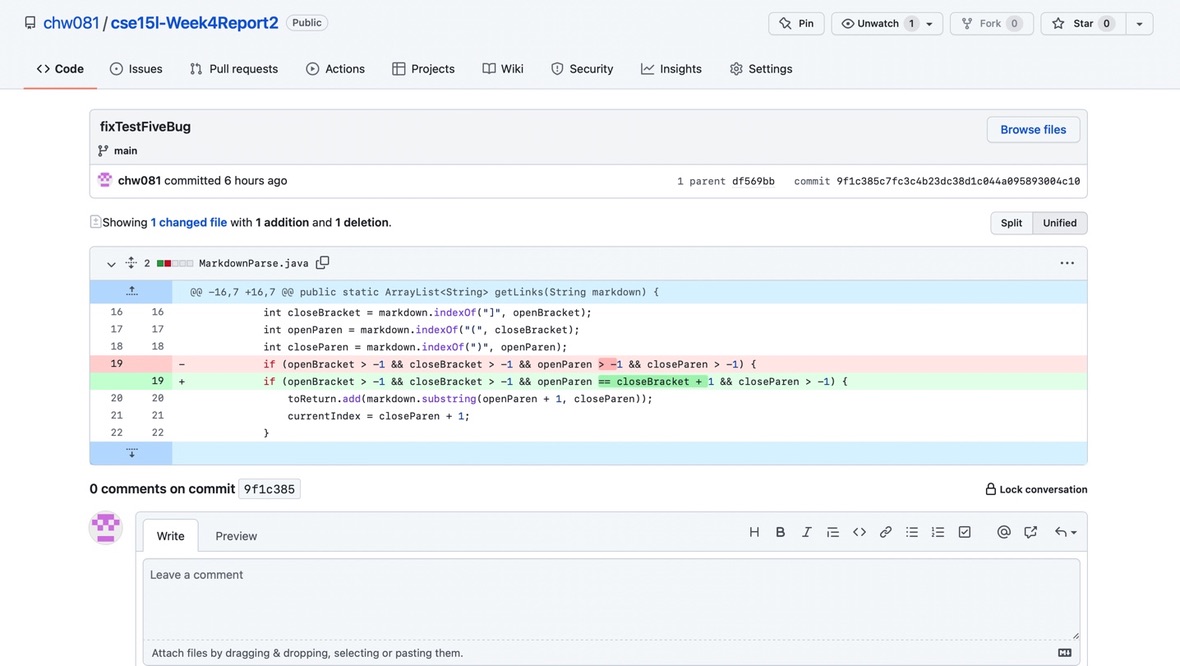 chw081 / cse15l-Week4Report2 Public
Pin Unwatch 1 Fork 0 Star 0
Code Issues Pull requests Actions Projects Wiki Security Insights Settings
fixTestFiveBug
Browse files
main
chw081 committed 6 hours ago 1 parent df569bb commit 9f1c385c7fc3c4b23dc38d1c044a095893004c10
Showing 1 changed file with 1 addition and 1 deletion.
Split Unified
2 MarkdownParse.java
@@ -16,7 +16,7 @@ public static ArrayList<String> getLinks(String markdown) {
16 16 int closeBracket = markdown.indexOf("]", openBracket);
17 17 int openParen = markdown.indexOf("(", closeBracket);
18 18 int closeParen = markdown.indexOf(")", openParen);
19 - if (openBracket > -1 && closeBracket > -1 && openParen > -1 && closeParen > -1) {
19 + if (openBracket > -1 && closeBracket > -1 && openParen == closeBracket + 1 && closeParen > -1) {
20 20 toReturn.add(markdown.substring(openParen + 1, closeParen));
21 21 currentIndex = closeParen + 1;
22 22 }
0 comments on commit 9f1c385
Lock conversation
Write Preview
Leave a comment
Attach files by dragging & dropping, selecting or pasting them.